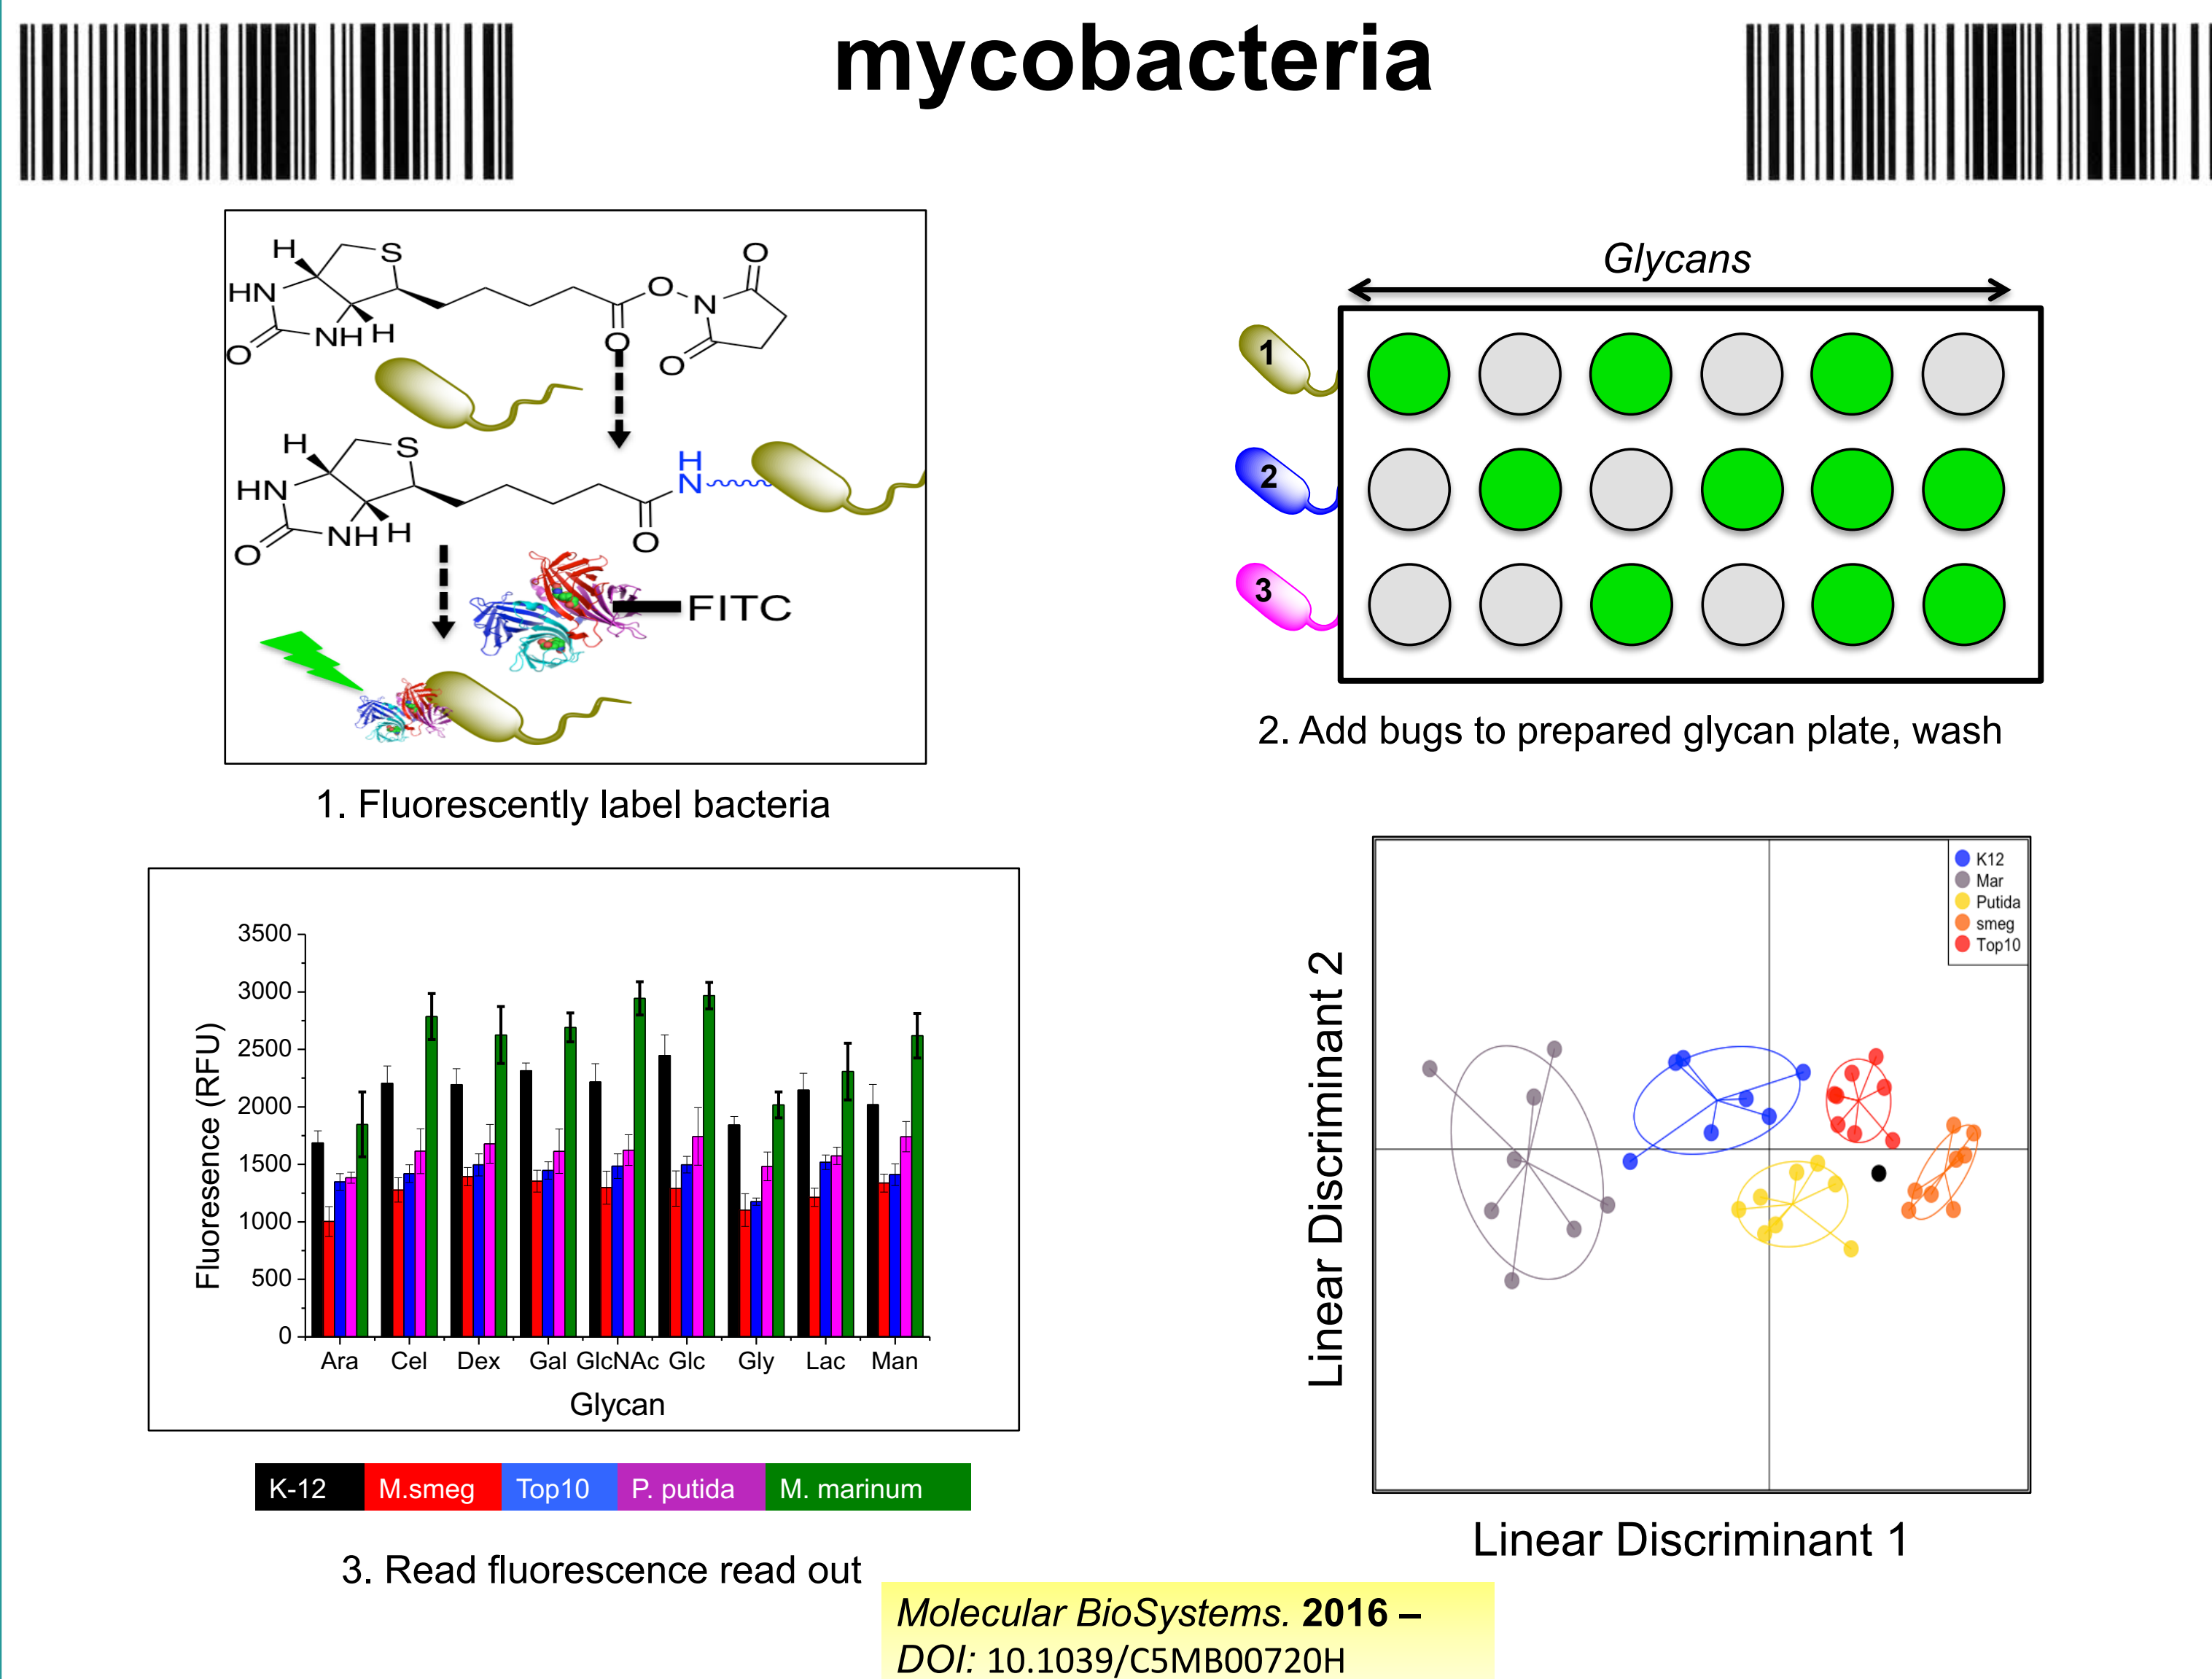 mycobacteria
H
S
O
HN
O
N
NH
H
O
O
O
H
S
H
N
HN
NH
H
O
O
FITC
1. Fluorescently label bacteria
Glycans
1
2
3
2. Add bugs to prepared glycan plate, wash
Fluoresence (RFU)
3500
3000
2500
2000
1500
1000
500
0
Ara Cel Dex Gal GlcNAc Glc Gly Lac Man
Glycan
K-12 M.smeg Top10 P. putida M. marinum
3. Read fluorescence read out
K12
Mar
Putida
smeg
Top10
Linear Discriminant 2
Linear Discriminant 1
Molecular BioSystems. 2016 –
DOI: 10.1039/C5MB00720H